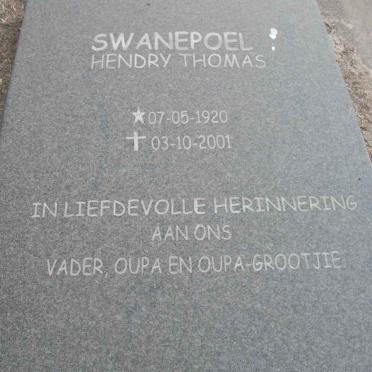 SWANEPOEL
HENDRY THOMAS
07-05-1920
03-10-2001
IN LIEFDEVOLLE HERINNERING
AAN ONS
VADER, OUPA EN OUPA-GROOTJIE